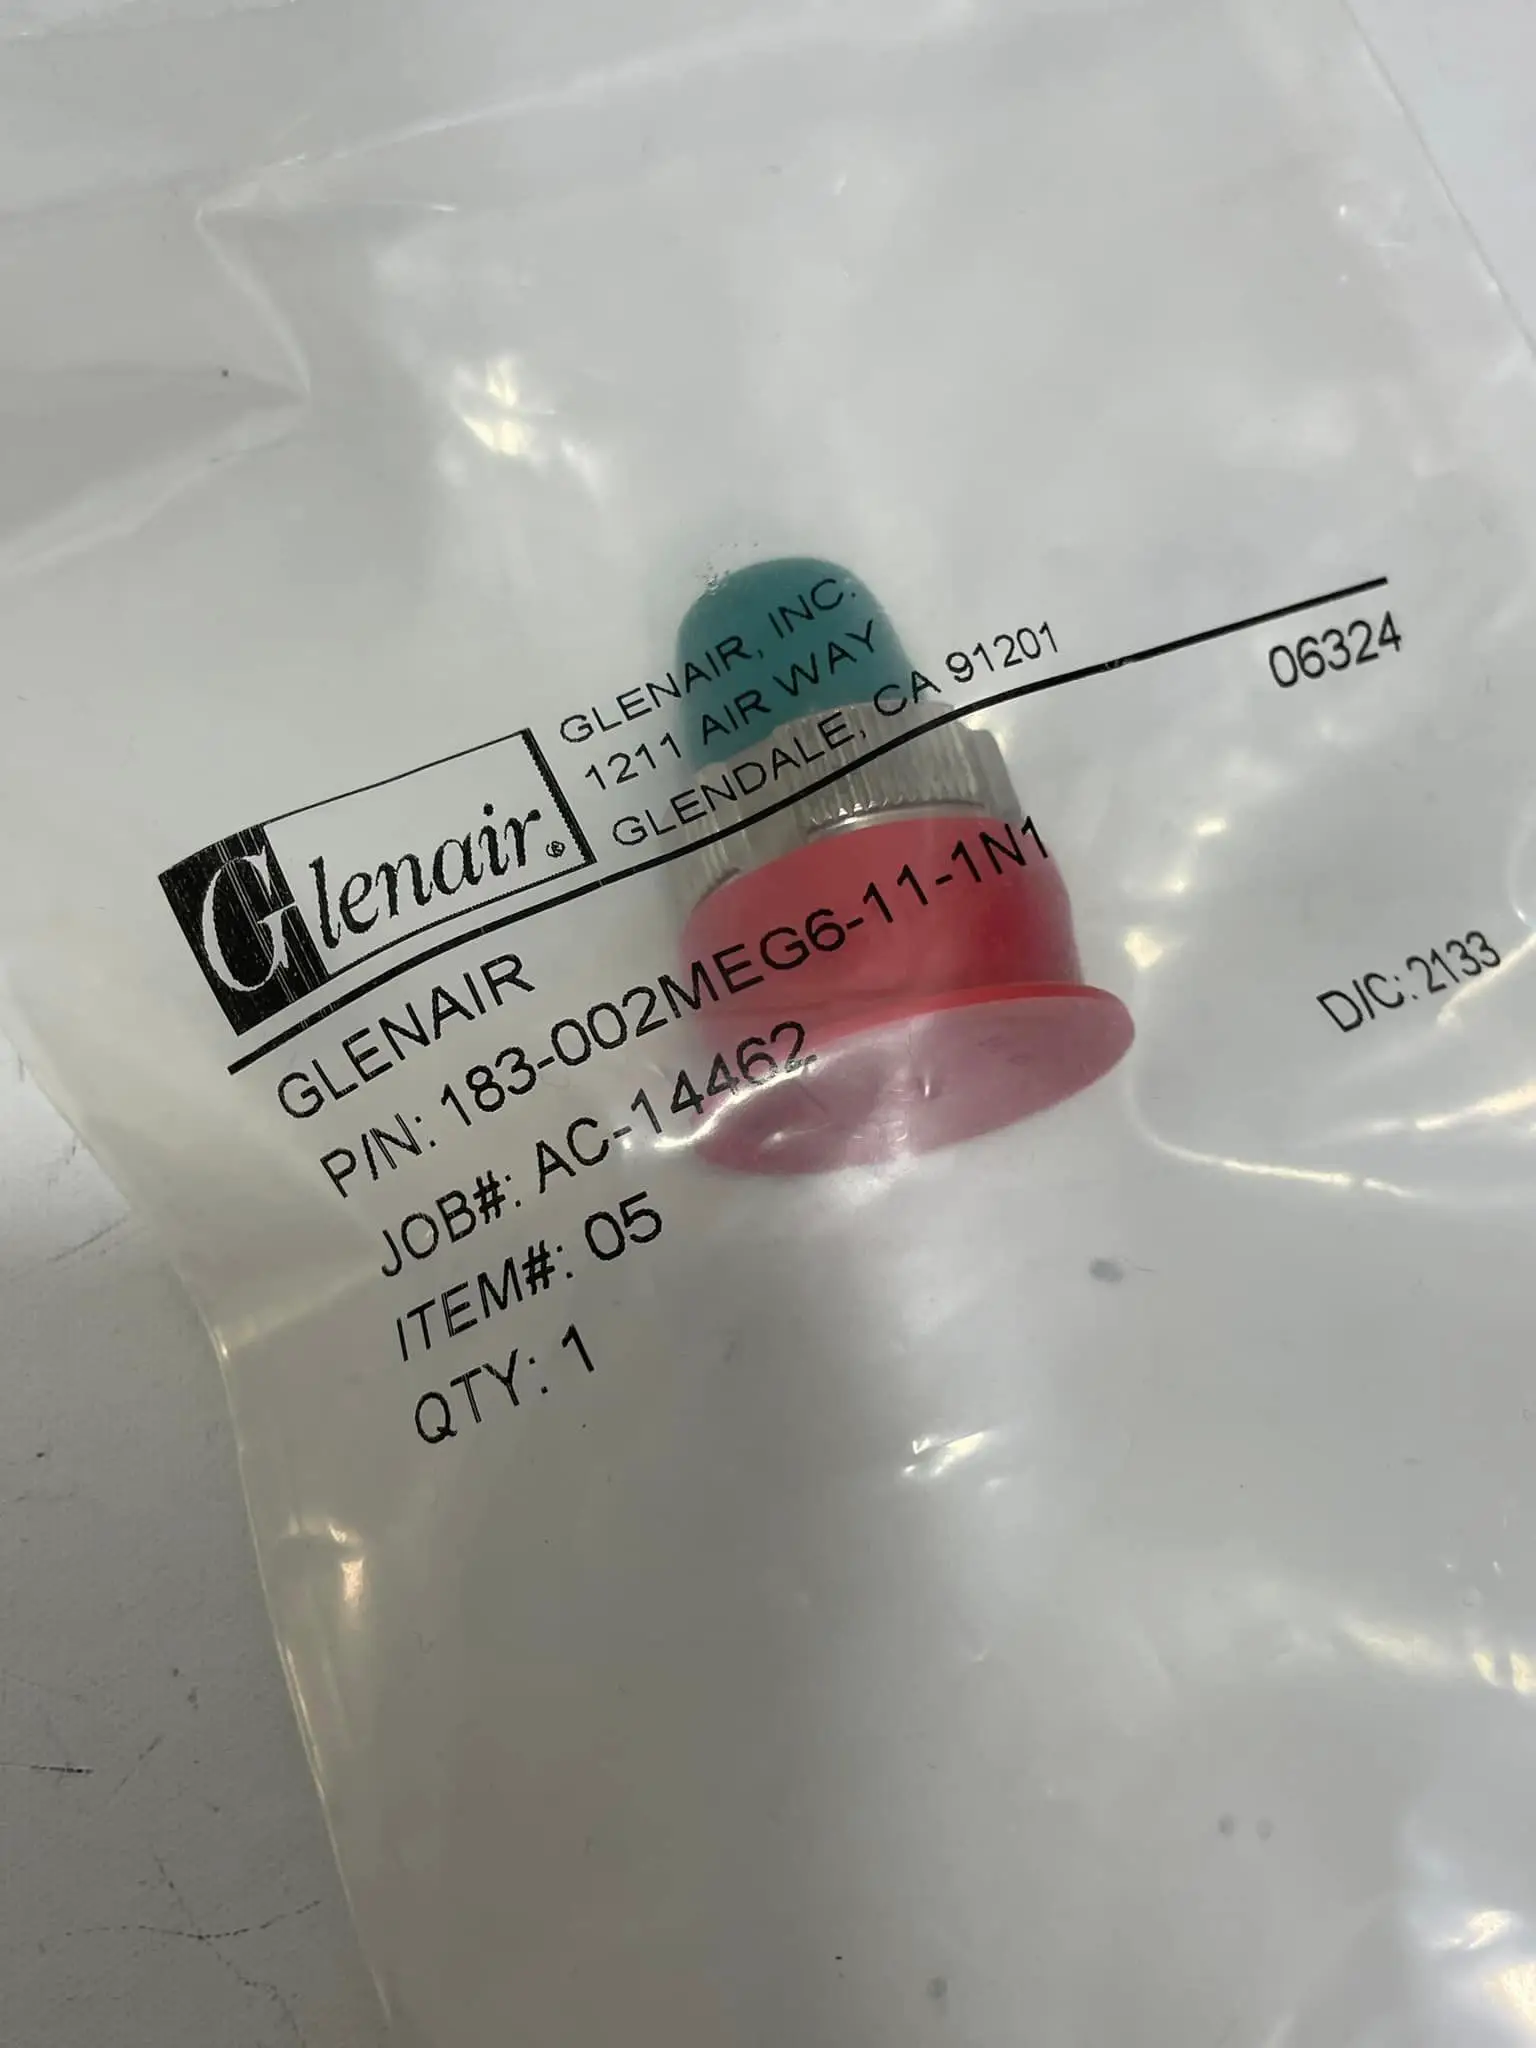 Glenair®
GLENAIR, INC.
1211 AIR WAY
GLENDALE, CA 91201
06324
GLENAIR
P/N: 183-002MEG6-11-1N1
D/C: 2133
JOB#: AC-14462
ITEM#: 05
QTY: 1